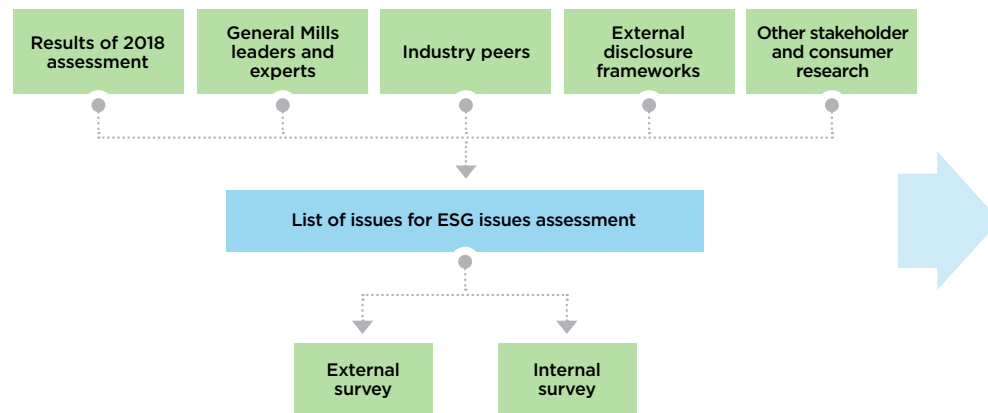 Results of 2018
assessment
General Mills
leaders and
experts
Industry peers
External
disclosure
frameworks
Other stakeholder
and consumer
research
List of issues for ESG issues assessment
External
survey
Internal
survey